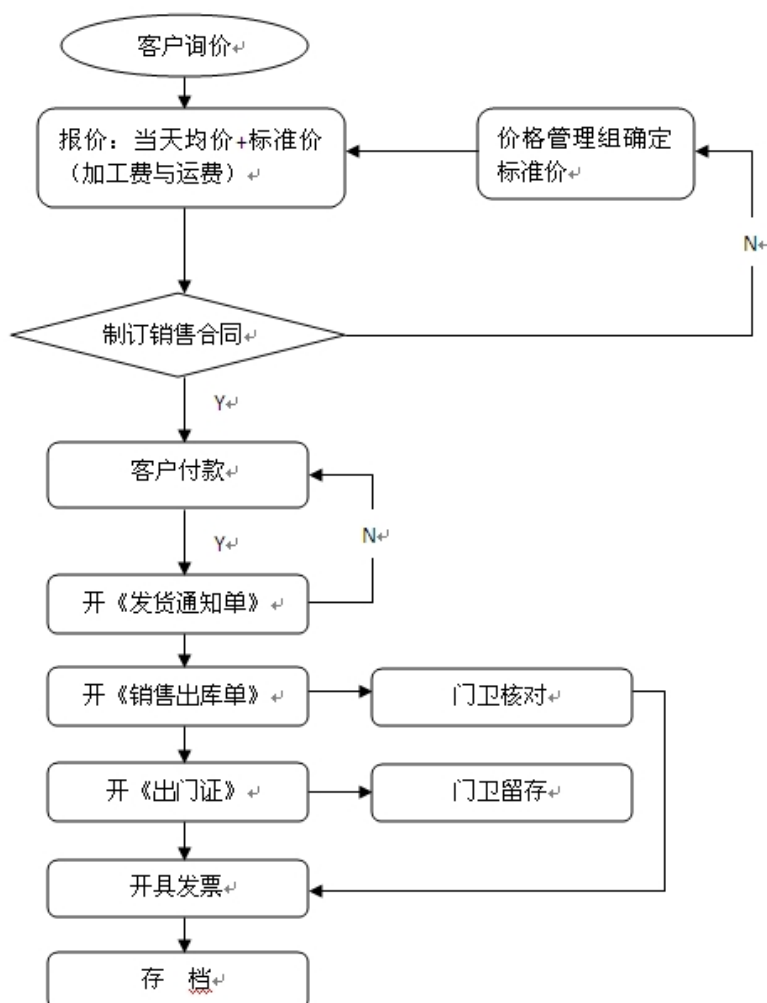 客户询价
报价：当天均价+标准价
（加工费与运费）
价格管理组确定
标准价
N
制订销售合同
Y
客户付款
Y
N
开《发货通知单》
开《销售出库单》
门卫核对
开《出门证》
门卫留存
开具发票
存 档